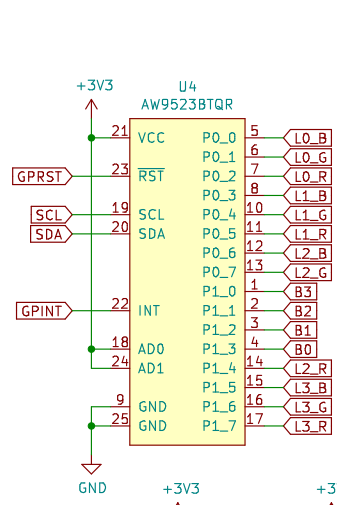 +3V3
U4
AW9523BTQR
21 VCC P0_0 5 L0_B
P0_1 6 L0_G
GPRST 23 RST P0_2 7 L0_R
P0_3 8 L1_B
SCL 19 SCL P0_4 10 L1_G
SDA 20 SDA P0_5 11 L1_R
P0_6 12 L2_B
P0_7 13 L2_G
P1_0 1 B3
GPINT 22 INT P1_1 2 B2
P1_2 3 B1
18 AD0 P1_3 4 B0
24 AD1 P1_4 14 L2_R
P1_5 15 L3_B
9 GND P1_6 16 L3_G
25 GND P1_7 17 L3_R
GND
+3V3
+3